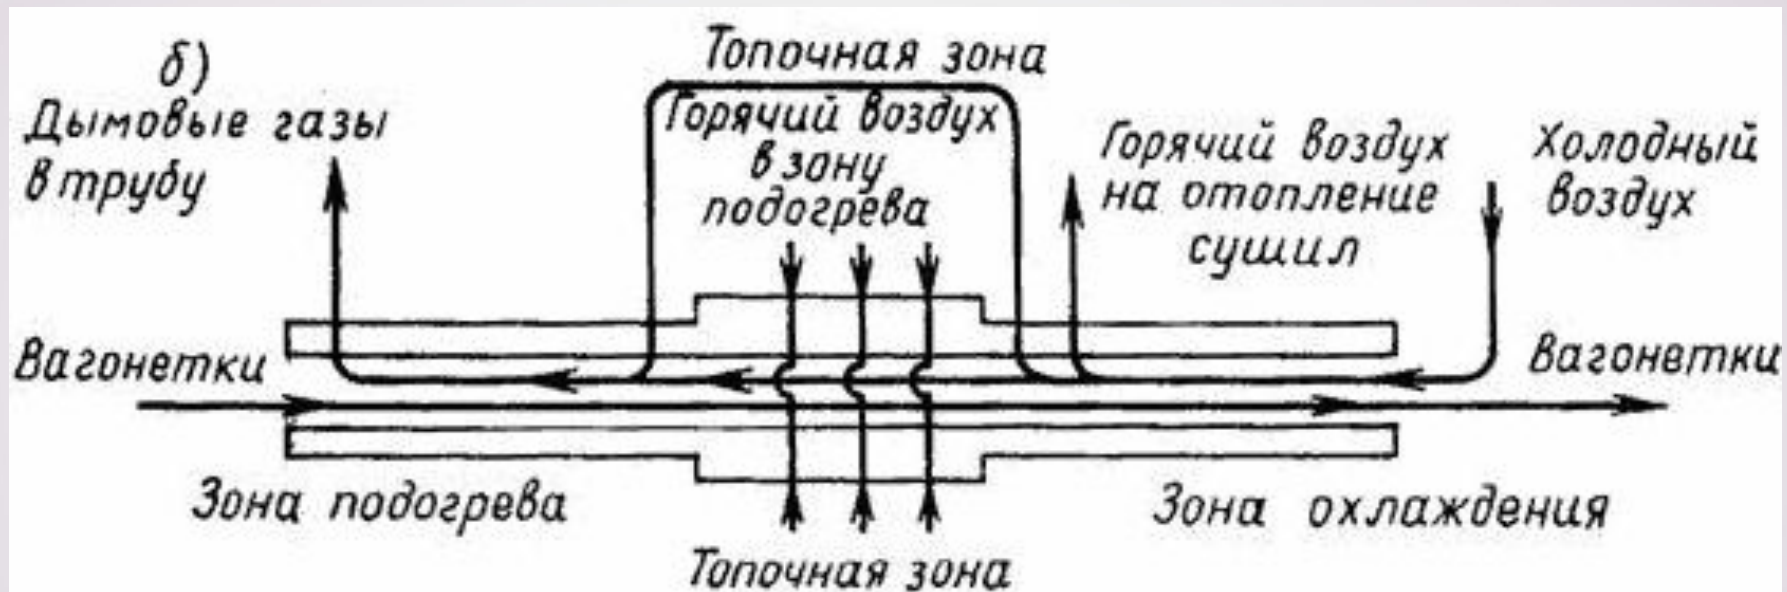 б)
Дымовые газы
в трубу
Топочная зона
Горячий воздух
в зону
подогрева
Горячий воздух
на отопление
сушил
Холодный
воздух
Вагонетки
Вагонетки
Зона подогрева
Зона охлаждения
Топочная зона